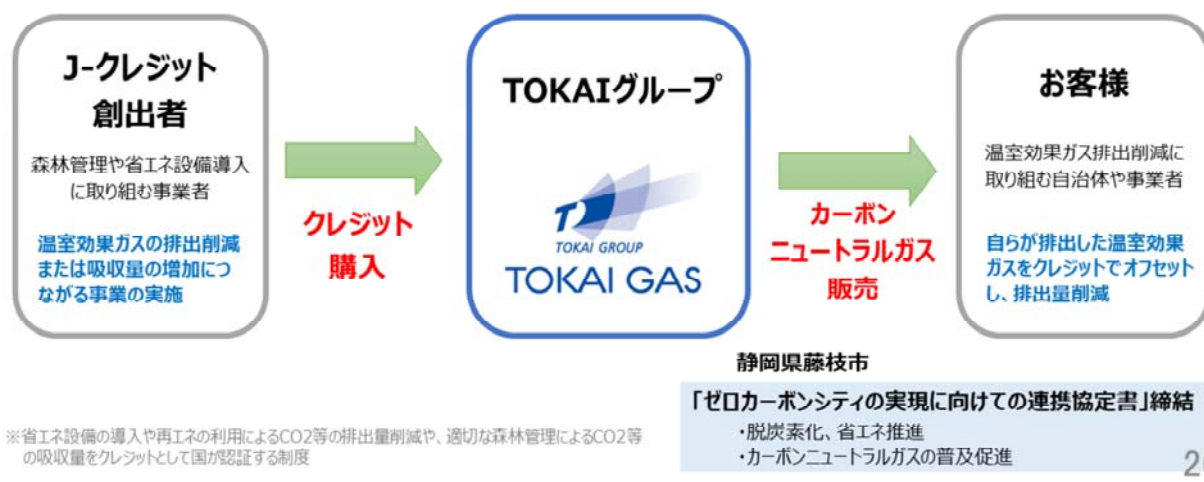 J-クレジット
創出者
森林管理や省エネ設備導入
に取り組む事業者
温室効果ガスの排出削減
または吸収量の増加につ
ながる事業の実施
クレジット
購入
TOKAIグループ
TOKAI GROUP
TOKAI GAS
カーボン
ニュートラルガス
販売
お客様
温室効果ガス排出削減に
取り組む自治体や事業者
自らが排出した温室効果
ガスをクレジットでオフセット
し、排出量削減
静岡県藤枝市
「ゼロカーボンシティの実現に向けての連携協定書」締結
・脱炭素化、省エネ推進
・カーボンニュートラルガスの普及促進
※省エネ設備の導入や再エネの利用によるCO2等の排出量削減や、適切な森林管理によるCO2等
の吸収量をクレジットとして国が認証する制度